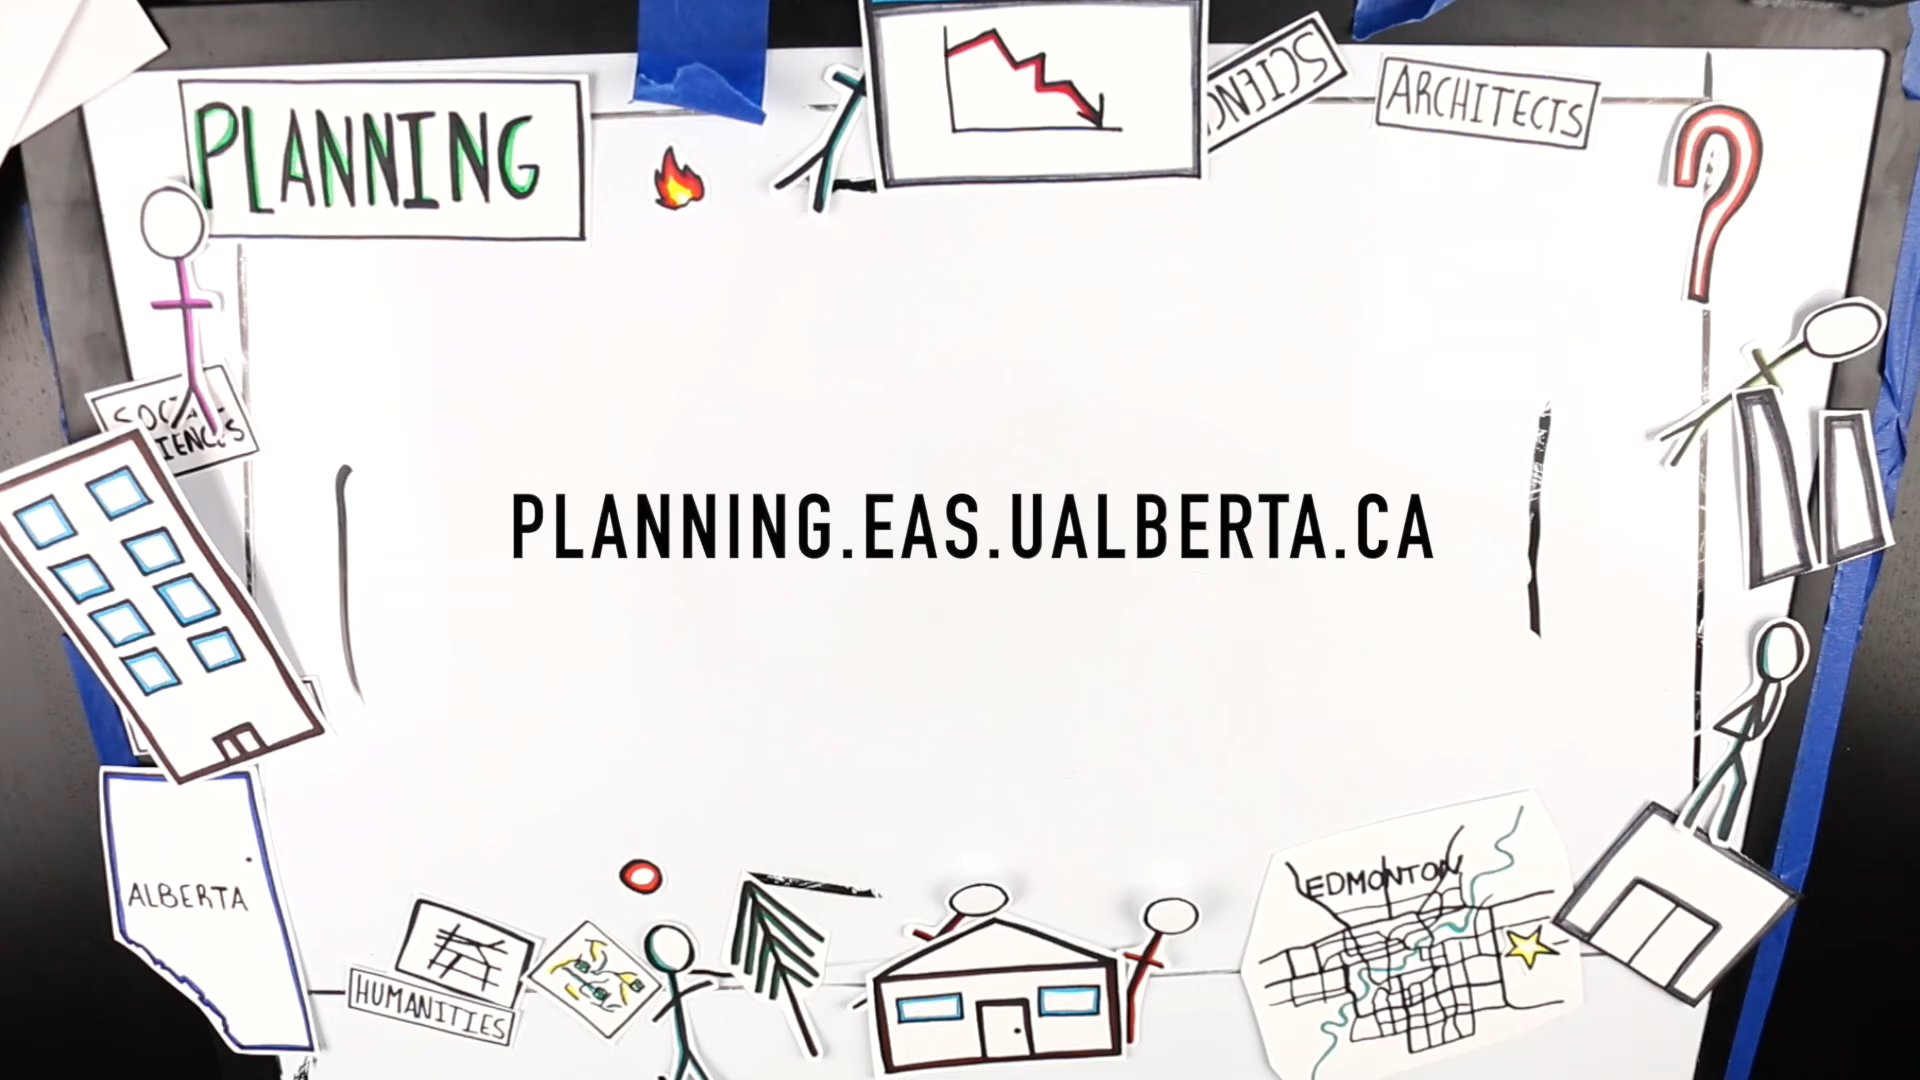 PLANNING
ARCHITECTS
PLANNING.EAS.UALBERTA.CA
EDMONTON
ALBERTA
HUMANITIES